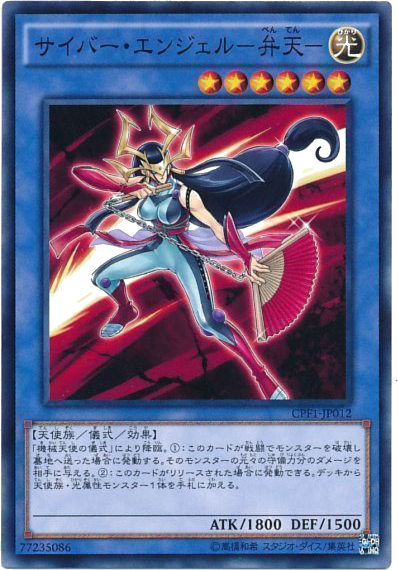 サイバー・エンジェル－弁天－
べん てん
光
ひかり
CPF1-JP012
【天使族／儀式／効果】
「機械天使の儀式」により降臨。①：このカードが戦闘でモンスターを破壊し
墓地へ送った場合に発動する。そのモンスターの元々の守備力分のダメージを
相手に与える。②：このカードがリリースされた場合に発動できる。デッキから
天使族・光属性モンスター1体を手札に加える。
ATK/1800 DEF/1500
77235086
©高橋和希 スタジオ・ダイス/集英社